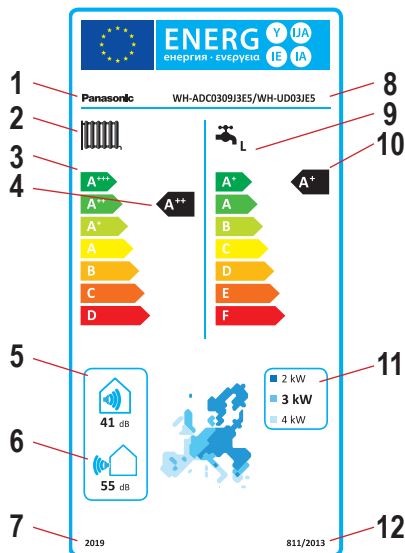 ENERG Y IJA
енергия · ενεργεια IE IA
1 Panasonic WH-ADC0309J3E5/WH-UD03JE5 8
2 9
L 10
3
4
A+++ A+
A++ A++ A A+
A+ B
A C
B D
C E
D F
5 11
41 dB
6
55 dB
2 kW
3 kW
4 kW
7 12
2019 811/2013